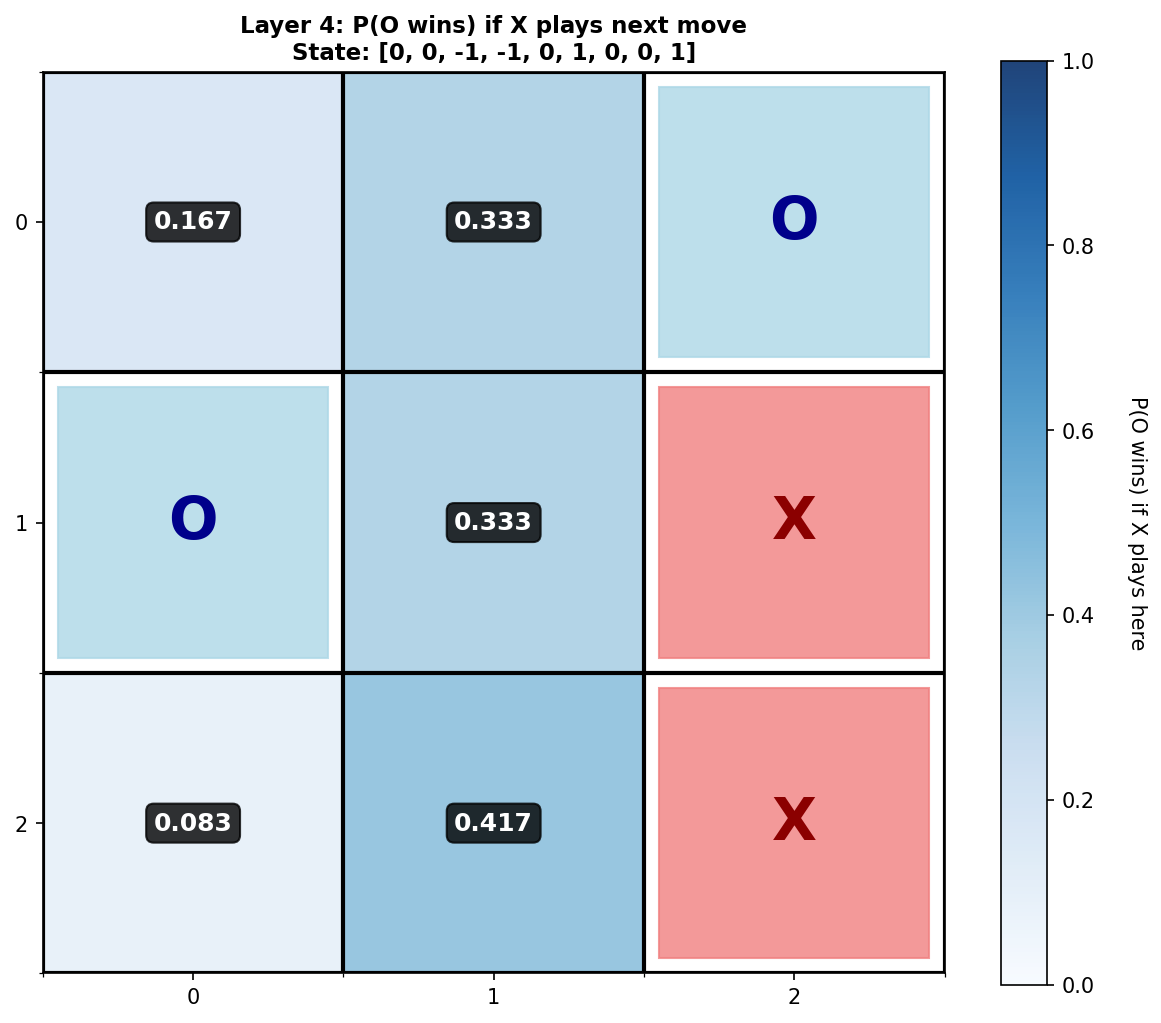 Layer 4: P(O wins) if X plays next move
State: [0, 0, -1, -1, 0, 1, 0, 0, 1]
0 0.167 0.333 O
1 O 0.333 X
2 0.083 0.417 X
0 1 2
1.0
0.8
0.6
0.4
0.2
0.0
P(O wins) if X plays here